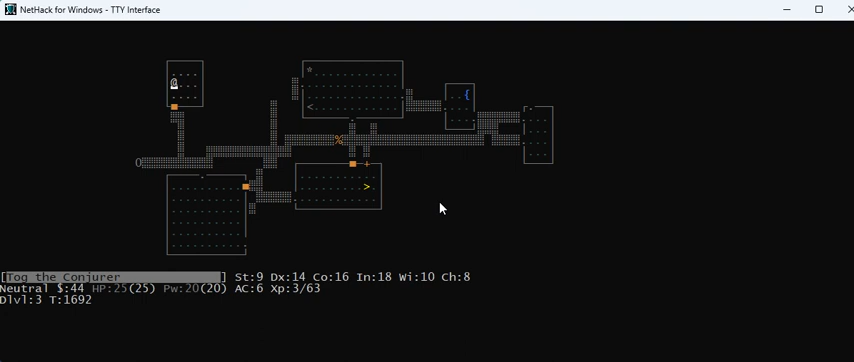 NetHack for Windows - TTY Interface
[Tog the Conjurer ] St:9 Dx:14 Co:16 In:18 Wi:10 Ch:8
Neutral $:44 HP:25(25) Pw:20(20) AC:6 Xp:3/63
Dlvl:3 T:1692